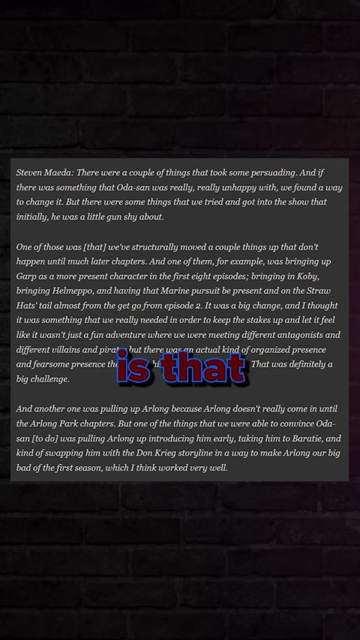 Steven Maeda: There were a couple of things that took some persuading. And if
there was something that Oda-san was really, really unhappy with, we found a way
to change it. But there were some things that we tried and got into the show that
initially, he was a little gun shy about.
One of those was [that] we've structurally moved a couple things up that don't
happen until much later chapters. And one of them, for example, was bringing up
Garp as a more present character in the first eight episodes; bringing in Koby,
bringing Helmeppo, and having that Marine pursuit be present and on the Straw
Hats' tail almost from the get go from episode 2. It was a big change, and I thought
it was something that we really needed in order to keep the stakes up and let it feel
like it wasn't just a fun adventure where we were meeting different antagonists and
different villains and pirates but there was an actual kind of organized presence
and fearsome presence
That was definitely a
is that
big challenge.
And another one was pulling up Arlong because Arlong doesn't really come in until
the Arlong Park chapters. But one of the things that we were able to convince Oda-
san [to do] was pulling Arlong up introducing him early, taking him to Baratie, and
kind of swapping him with the Don Krieg storyline in a way to make Arlong our big
bad of the first season, which I think worked very well.